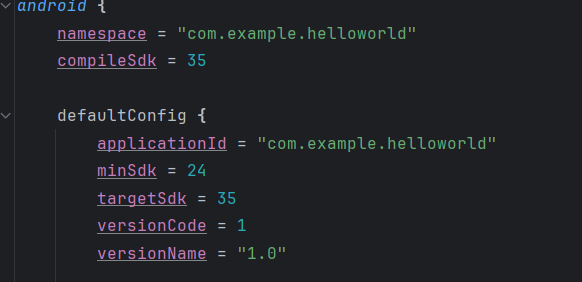 android {
namespace = "com.example.helloworld"
compileSdk = 35
defaultConfig {
applicationId = "com.example.helloworld"
minSdk = 24
targetSdk = 35
versionCode = 1
versionName = "1.0"